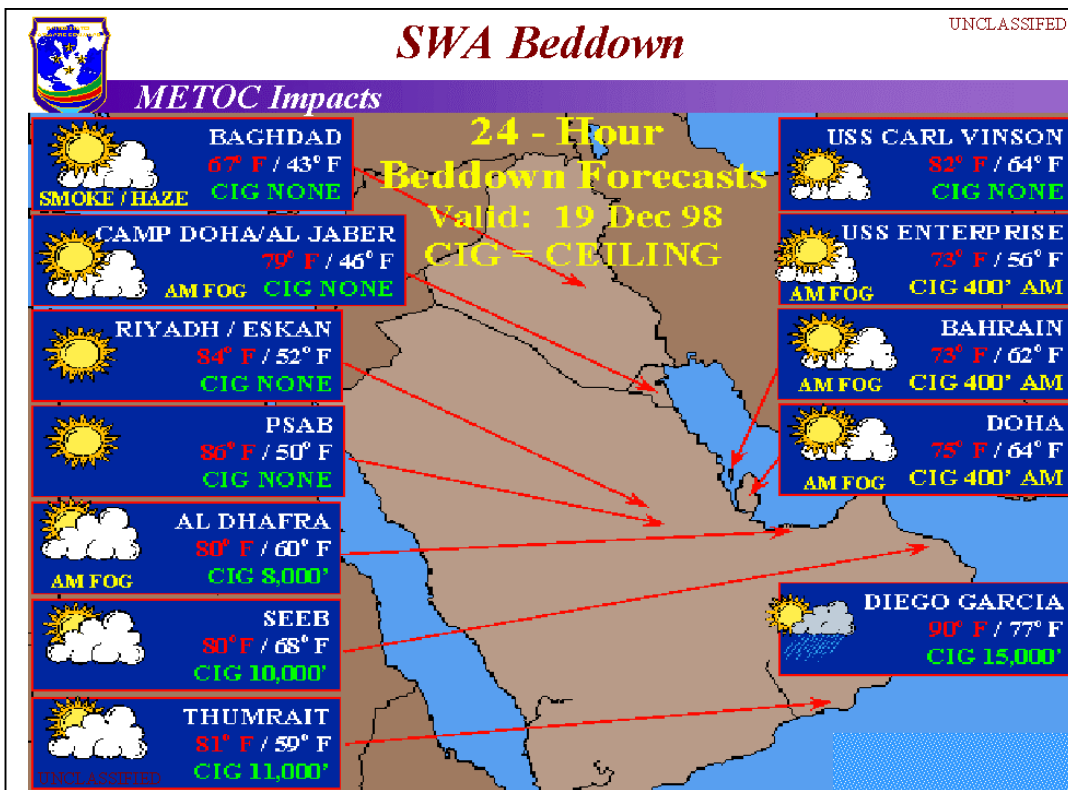 UNCLASSIFED
SWA Beddown
METOC Impacts
24 - Hour
Beddown Forecasts
Valid: 19 Dec 98
CIG = CEILING
BAGHDAD
67° F / 43° F
SMOKE / HAZE CIG NONE
CAMP DOHA/AL JABER
79° F / 46° F
AM FOG CIG NONE
RIYADH / ESKAN
84° F / 52° F
CIG NONE
PSAB
86° F / 50° F
CIG NONE
AL DHAFRA
80° F / 60° F
AM FOG CIG 8,000'
SEEB
80° F / 68° F
CIG 10,000'
THUMRAIT
81° F / 59° F
CIG 11,000'
UNCLASSIFED
USS CARL VINSON
82° F / 64° F
CIG NONE
USS ENTERPRISE
73° F / 56° F
AM FOG CIG 400' AM
BAHRAIN
73° F / 62° F
AM FOG CIG 400' AM
DOHA
75° F / 64° F
AM FOG CIG 400' AM
DIEGO GARCIA
90° F / 77° F
CIG 15,000'